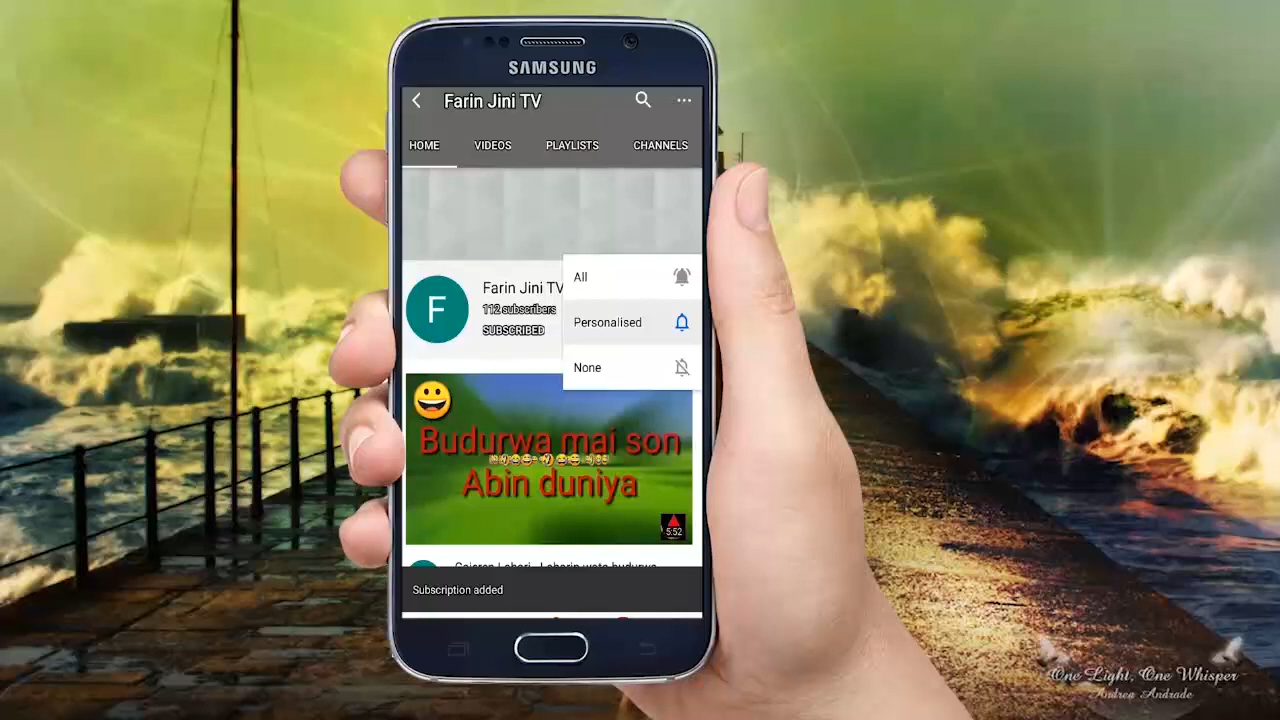 SAMSUNG
Farin Jini TV
HOME VIDEOS PLAYLISTS CHANNELS
Farin Jini TV
112 subscribers
SUBSCRIBED
All
Personalised
None
Budurwa mai son
Abin duniya
5:52
Subscription added
One Light, One Whisper
Andrea Andrade